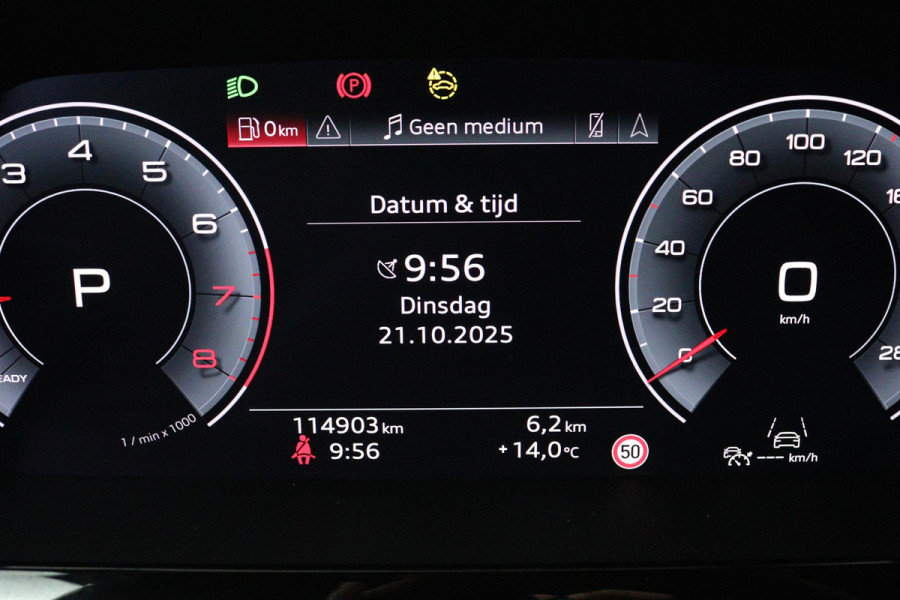 P
0 km
Geen medium
Datum & tijd
9:56
Dinsdag
21.10.2025
3
4
5
6
7
8
P
1 / min x 1000
0
20
40
60
80
100
120
0
km/h
114903 km
9:56
6,2 km
+14,0°C
50
--- km/h